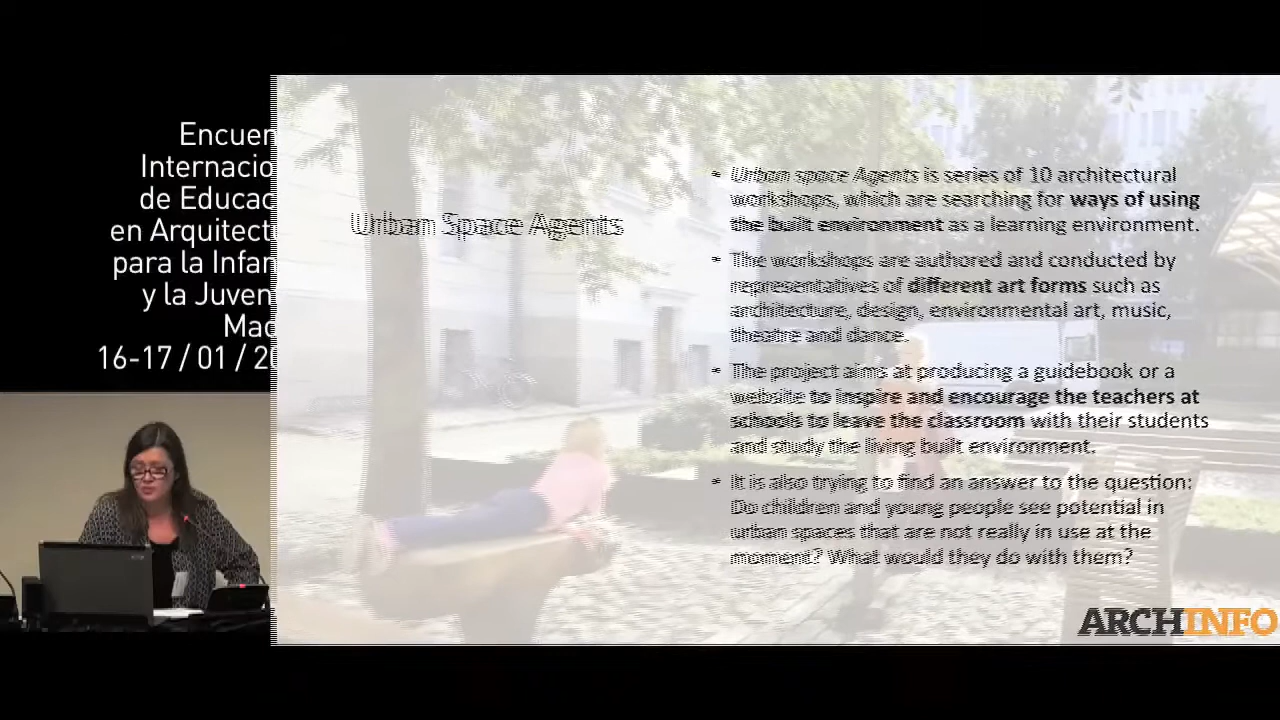 Encuen
Internacio
de Educac
en Arquitect
para la Infan
y la Juven
Mad
16-17 / 01 / 2
Urban Space Agents
• Urban space Agents is series of 10 architectural
workshops, which are searching for ways of using
the built environment as a learning environment.
• The workshops are authored and conducted by
representatives of different art forms such as
architecture, design, environmental art, music,
theatre and dance.
• The project aims at producing a guidebook or a
website to inspire and encourage the teachers at
schools to leave the classroom with their students
and study the living built environment.
• It is also trying to find an answer to the question:
Do children and young people see potential in
urban spaces that are not really in use at the
moment? What would they do with them?
ARCHINFO